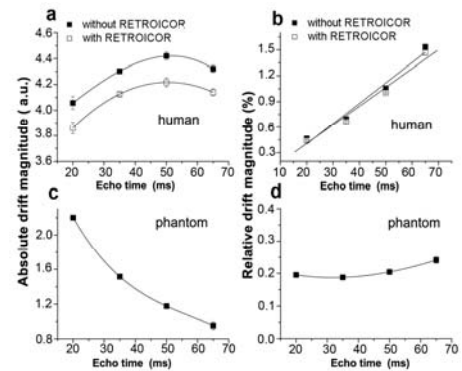 a
without RETROICOR
with RETROICOR
human
4.6
4.4
4.2
4.0
3.8
3.6
10 20 30 40 50 60 70
Echo time (ms)
Absolute drift magnitude ( a.u.)
b
without RETROICOR
with RETROICOR
human
1.5
1.2
0.9
0.6
0.3
10 20 30 40 50 60 70
Echo time (ms)
Relative drift magnitude (%)
c
phantom
2.0
1.6
1.2
0.8
10 20 30 40 50 60 70
Echo time (ms)
d
phantom
0.4
0.3
0.2
0.1
0.0
10 20 30 40 50 60 70
Echo time (ms)